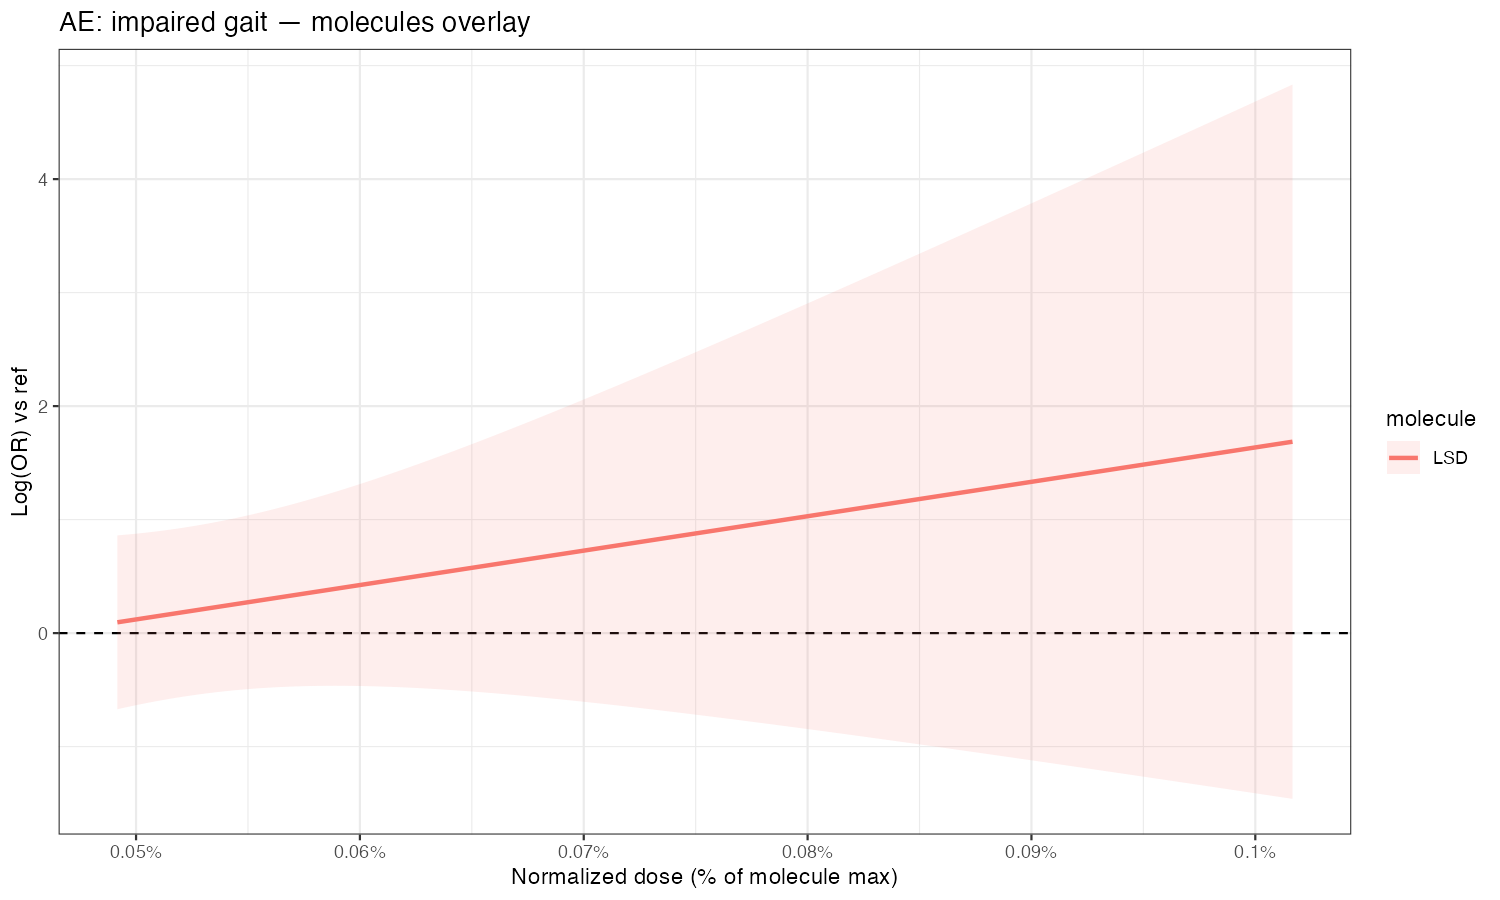 AE: impaired gait — molecules overlay
Log(OR) vs ref
4
2
0
0.05%
0.06%
0.07%
0.08%
0.09%
0.1%
Normalized dose (% of molecule max)
molecule
LSD